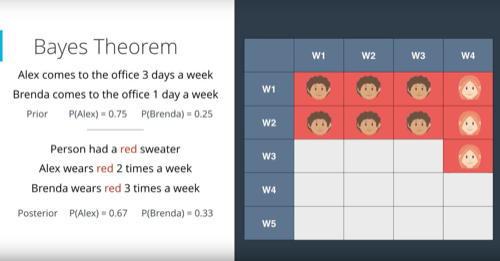 Bayes Theorem
Alex comes to the office 3 days a week
Brenda comes to the office 1 day a week
Prior P(Alex) = 0.75 P(Brenda) = 0.25
Person had a red sweater
Alex wears red 2 times a week
Brenda wears red 3 times a week
Posterior P(Alex) = 0.67 P(Brenda) = 0.33
W1 W2 W3 W4
W1
W2
W3
W4
W5